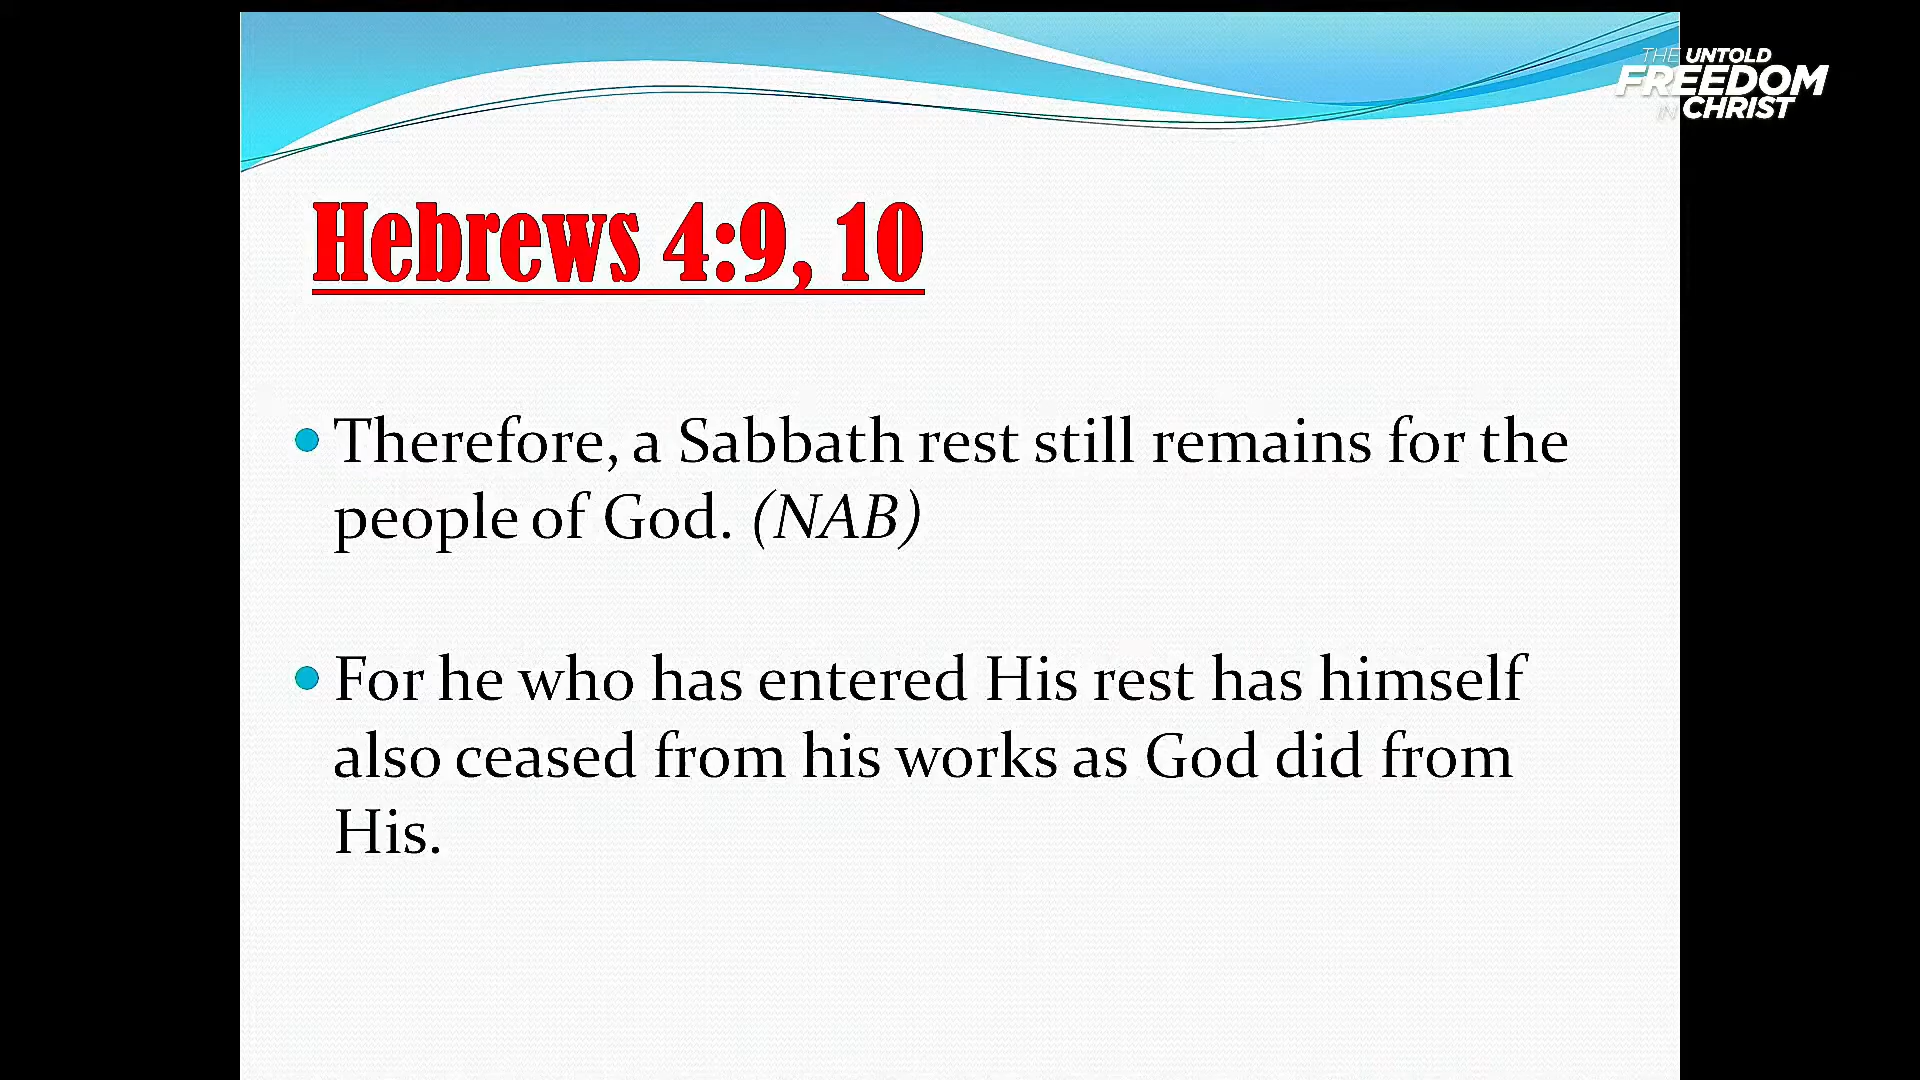 THE UNTOLD
FREEDOM
IN CHRIST
Hebrews 4:9, 10
• Therefore, a Sabbath rest still remains for the
people of God. (NAB)
• For he who has entered His rest has himself
also ceased from his works as God did from
His.